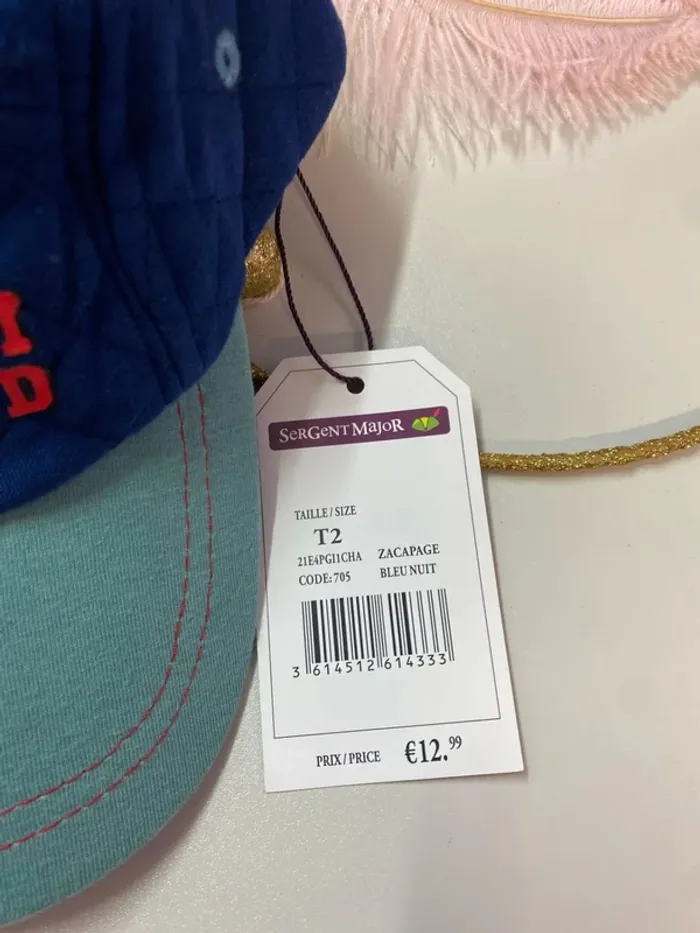 I
D
SERGENT MAJOR
TAILLE / SIZE
T2
21E4PGI1CHA ZACAPAGE
CODE: 705 BLEU NUIT
3 614512 614333
PRIX / PRICE €12.99